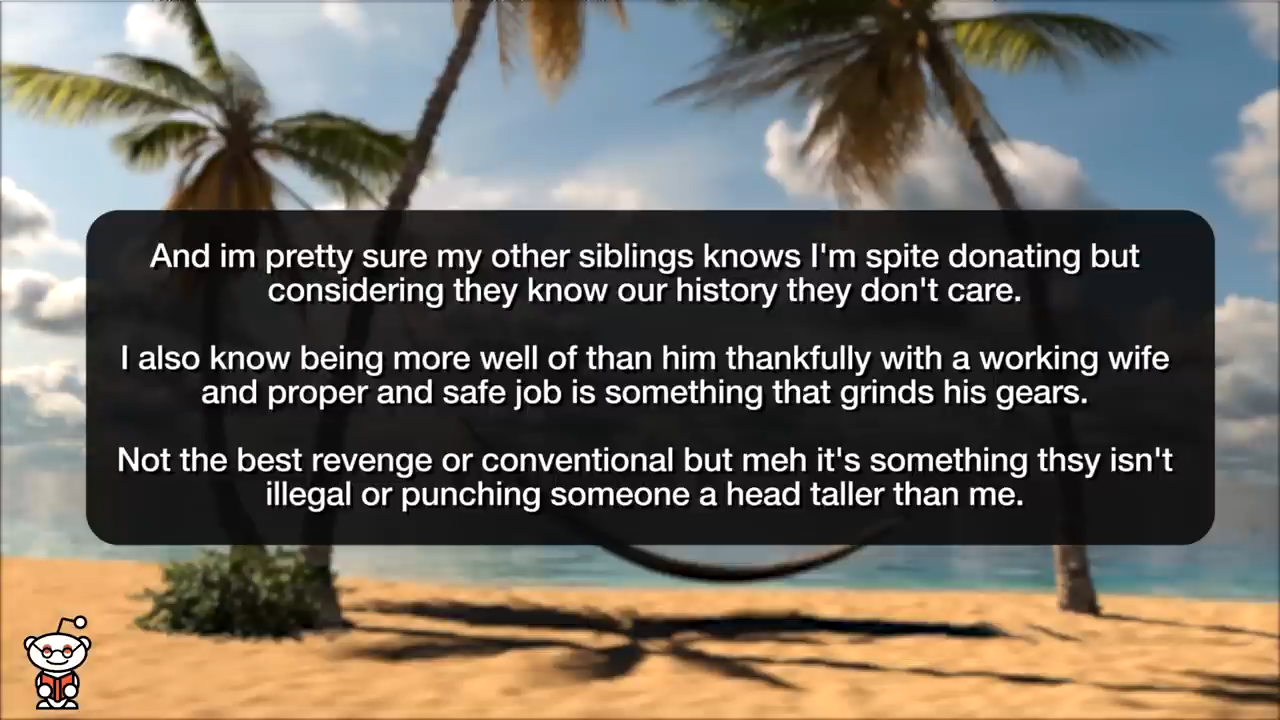 And im pretty sure my other siblings knows I'm spite donating but
considering they know our history they don't care.
I also know being more well of than him thankfully with a working wife
and proper and safe job is something that grinds his gears.
Not the best revenge or conventional but meh it's something thsy isn't
illegal or punching someone a head taller than me.